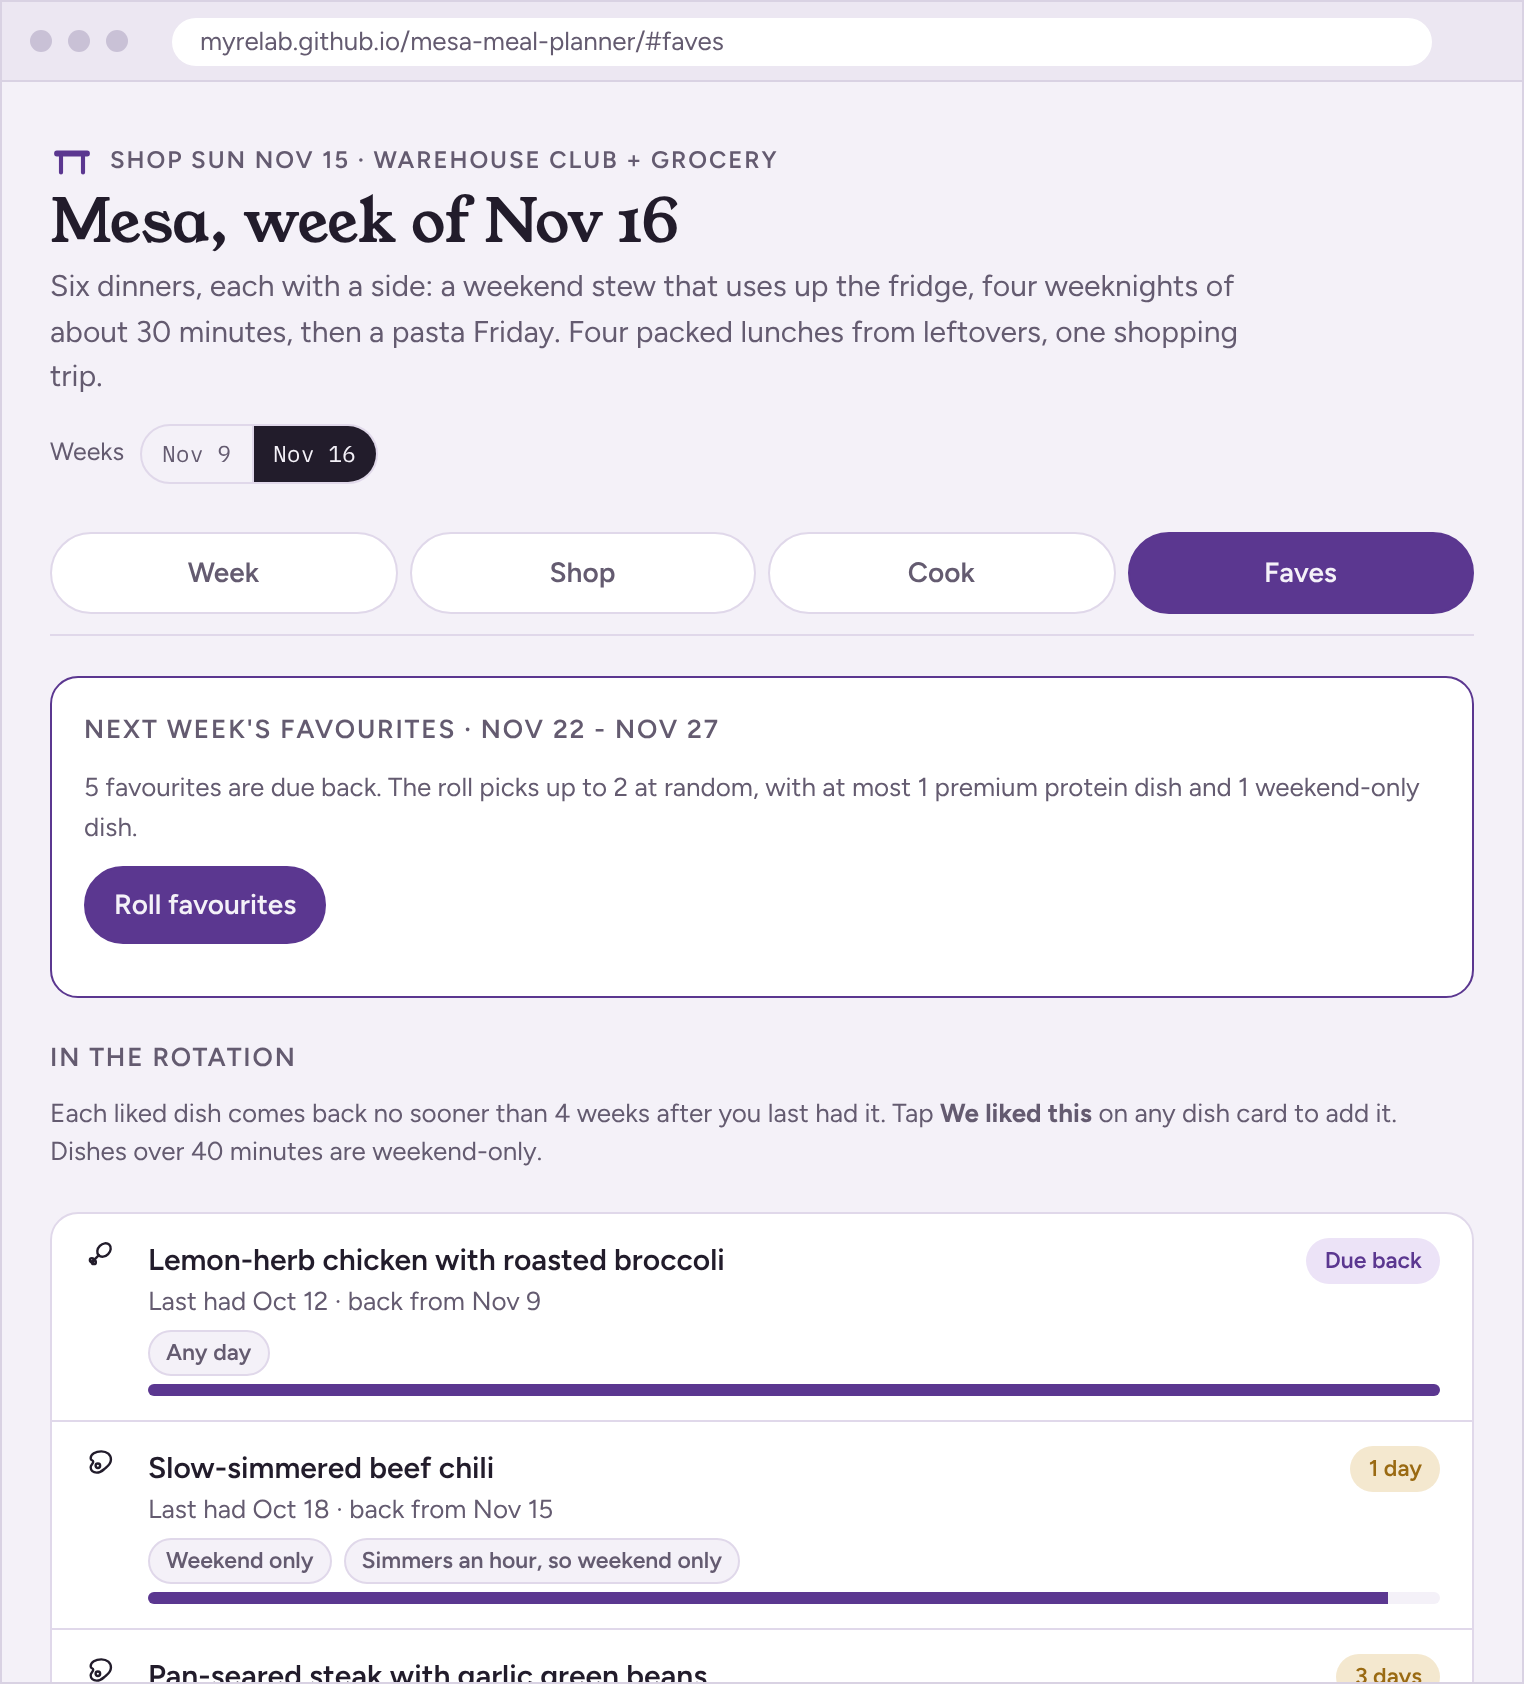 myrelab.github.io/mesa-meal-planner/#faves
SHOP SUN NOV 15 · WAREHOUSE CLUB + GROCERY
Mesa, week of Nov 16
Six dinners, each with a side: a weekend stew that uses up the fridge, four weeknights of
about 30 minutes, then a pasta Friday. Four packed lunches from leftovers, one shopping
trip.
Weeks Nov 9 Nov 16
Week Shop Cook Faves
NEXT WEEK'S FAVOURITES · NOV 22 - NOV 27
5 favourites are due back. The roll picks up to 2 at random, with at most 1 premium protein dish and 1 weekend-only
dish.
Roll favourites
IN THE ROTATION
Each liked dish comes back no sooner than 4 weeks after you last had it. Tap We liked this on any dish card to add it.
Dishes over 40 minutes are weekend-only.
Lemon-herb chicken with roasted broccoli Due back
Last had Oct 12 · back from Nov 9
Any day
Slow-simmered beef chili 1 day
Last had Oct 18 · back from Nov 15
Weekend only Simmers an hour, so weekend only
Pan-seared steak with garlic green beans 3 days